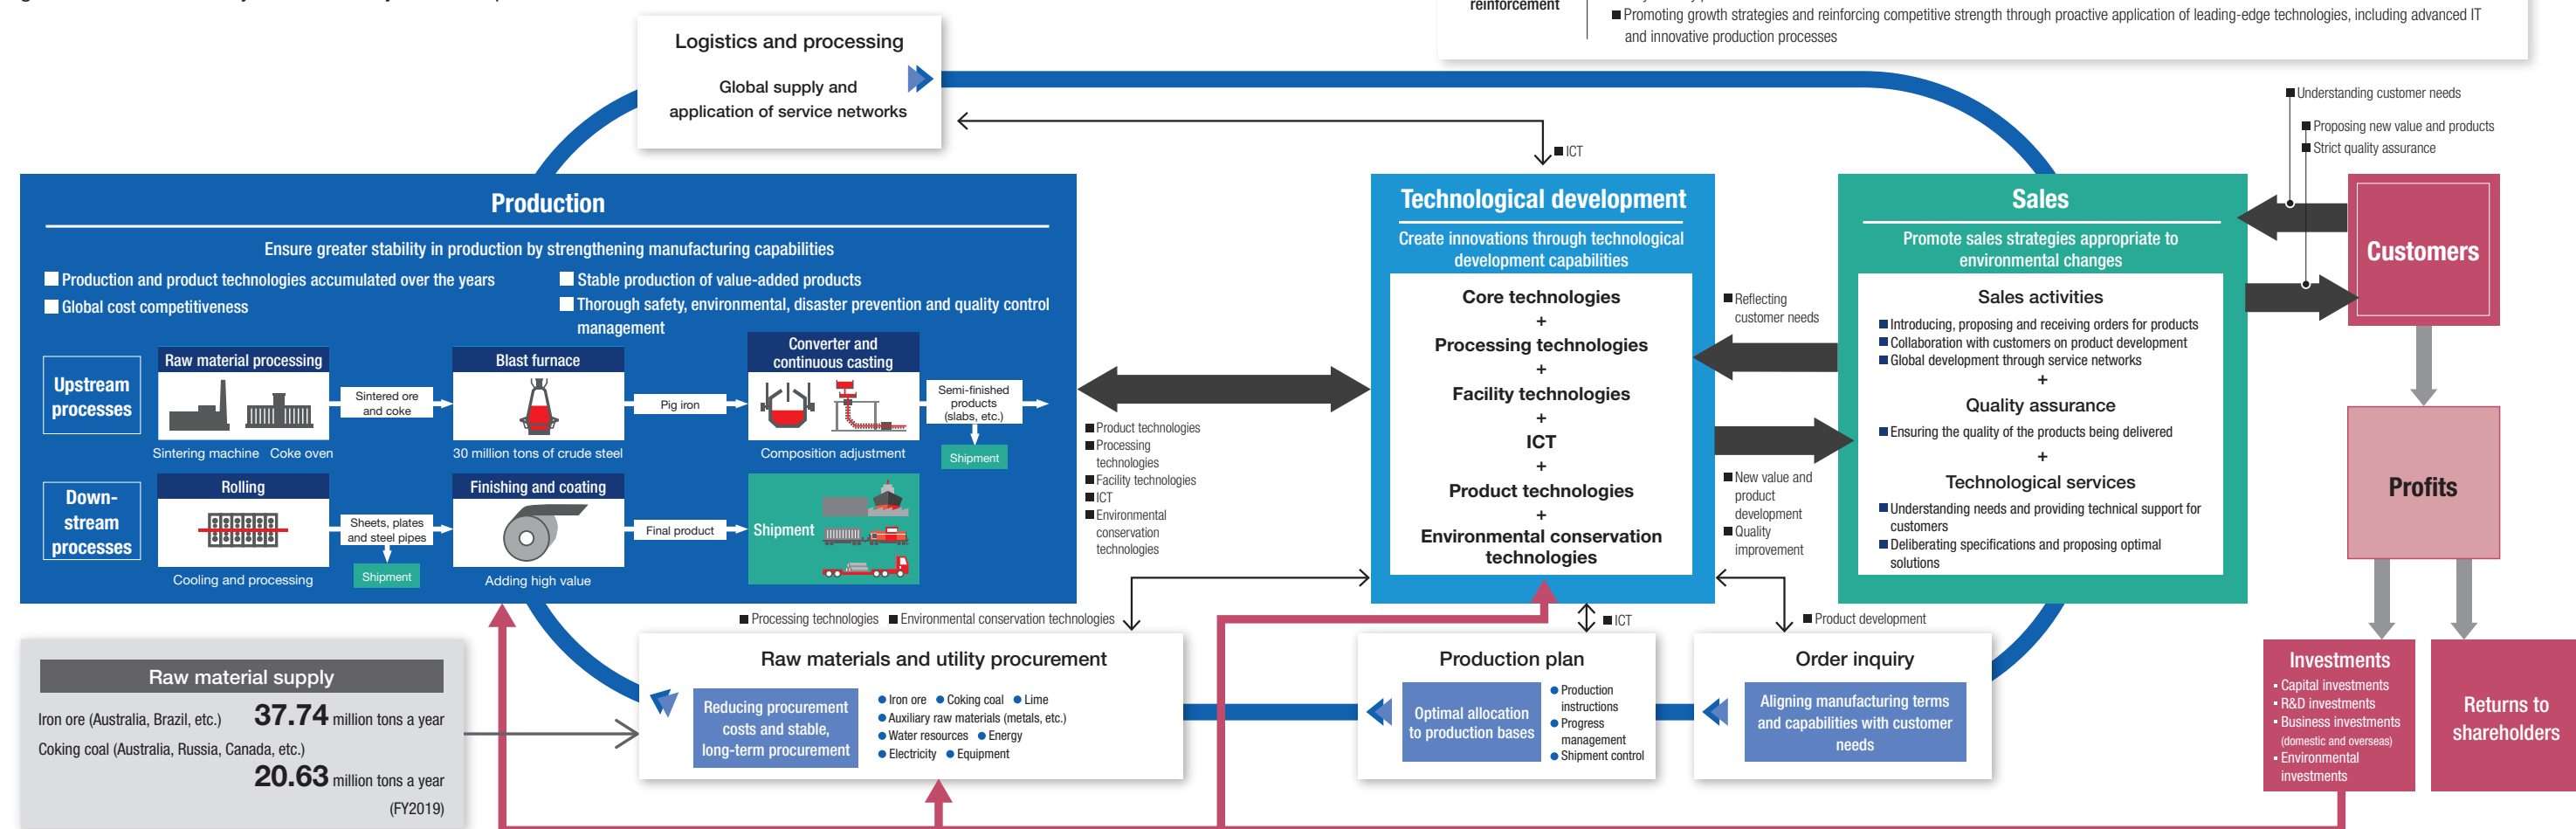 reinforcement
■ Promoting growth strategies and reinforcing competitive strength through proactive application of leading-edge technologies, including advanced IT
and innovative production processes
Logistics and processing
Global supply and
application of service networks
■ ICT
■ Understanding customer needs
■ Proposing new value and products
■ Strict quality assurance
Production
Ensure greater stability in production by strengthening manufacturing capabilities
■ Production and product technologies accumulated over the years
■ Global cost competitiveness
■ Stable production of value-added products
■ Thorough safety, environmental, disaster prevention and quality control
management
Upstream
processes
Raw material processing
Sintering machine
Coke oven
Sintered ore
and coke
Blast furnace
30 million tons of crude steel
Pig iron
Converter and
continuous casting
Composition adjustment
Semi-finished
products
(slabs, etc.)
Shipment
Down-
stream
processes
Rolling
Cooling and processing
Sheets, plates
and steel pipes
Shipment
Finishing and coating
Adding high value
Final product
Shipment
■ Product technologies
■ Processing
technologies
■ Facility technologies
■ ICT
■ Environmental
conservation
technologies
Technological development
Create innovations through technological
development capabilities
Core technologies
+
Processing technologies
+
Facility technologies
+
ICT
+
Product technologies
+
Environmental conservation
technologies
■ Reflecting
customer needs
■ New value and
product
development
■ Quality
improvement
Sales
Promote sales strategies appropriate to
environmental changes
Sales activities
■ Introducing, proposing and receiving orders for products
■ Collaboration with customers on product development
■ Global development through service networks
+
Quality assurance
■ Ensuring the quality of the products being delivered
+
Technological services
■ Understanding needs and providing technical support for
customers
■ Deliberating specifications and proposing optimal
solutions
Customers
Profits
Investments
• Capital investments
• R&D investments
• Business investments
(domestic and overseas)
• Environmental
investments
Returns to
shareholders
■ Processing technologies ■ Environmental conservation technologies
■ ICT
■ Product development
Raw material supply
Iron ore (Australia, Brazil, etc.) 37.74 million tons a year
Coking coal (Australia, Russia, Canada, etc.)
20.63 million tons a year
(FY2019)
Raw materials and utility procurement
Reducing procurement
costs and stable,
long-term procurement
● Iron ore ● Coking coal ● Lime
● Auxiliary raw materials (metals, etc.)
● Water resources ● Energy
● Electricity ● Equipment
Production plan
Optimal allocation
to production bases
● Production
instructions
● Progress
management
● Shipment control
Order inquiry
Aligning manufacturing terms
and capabilities with customer
needs